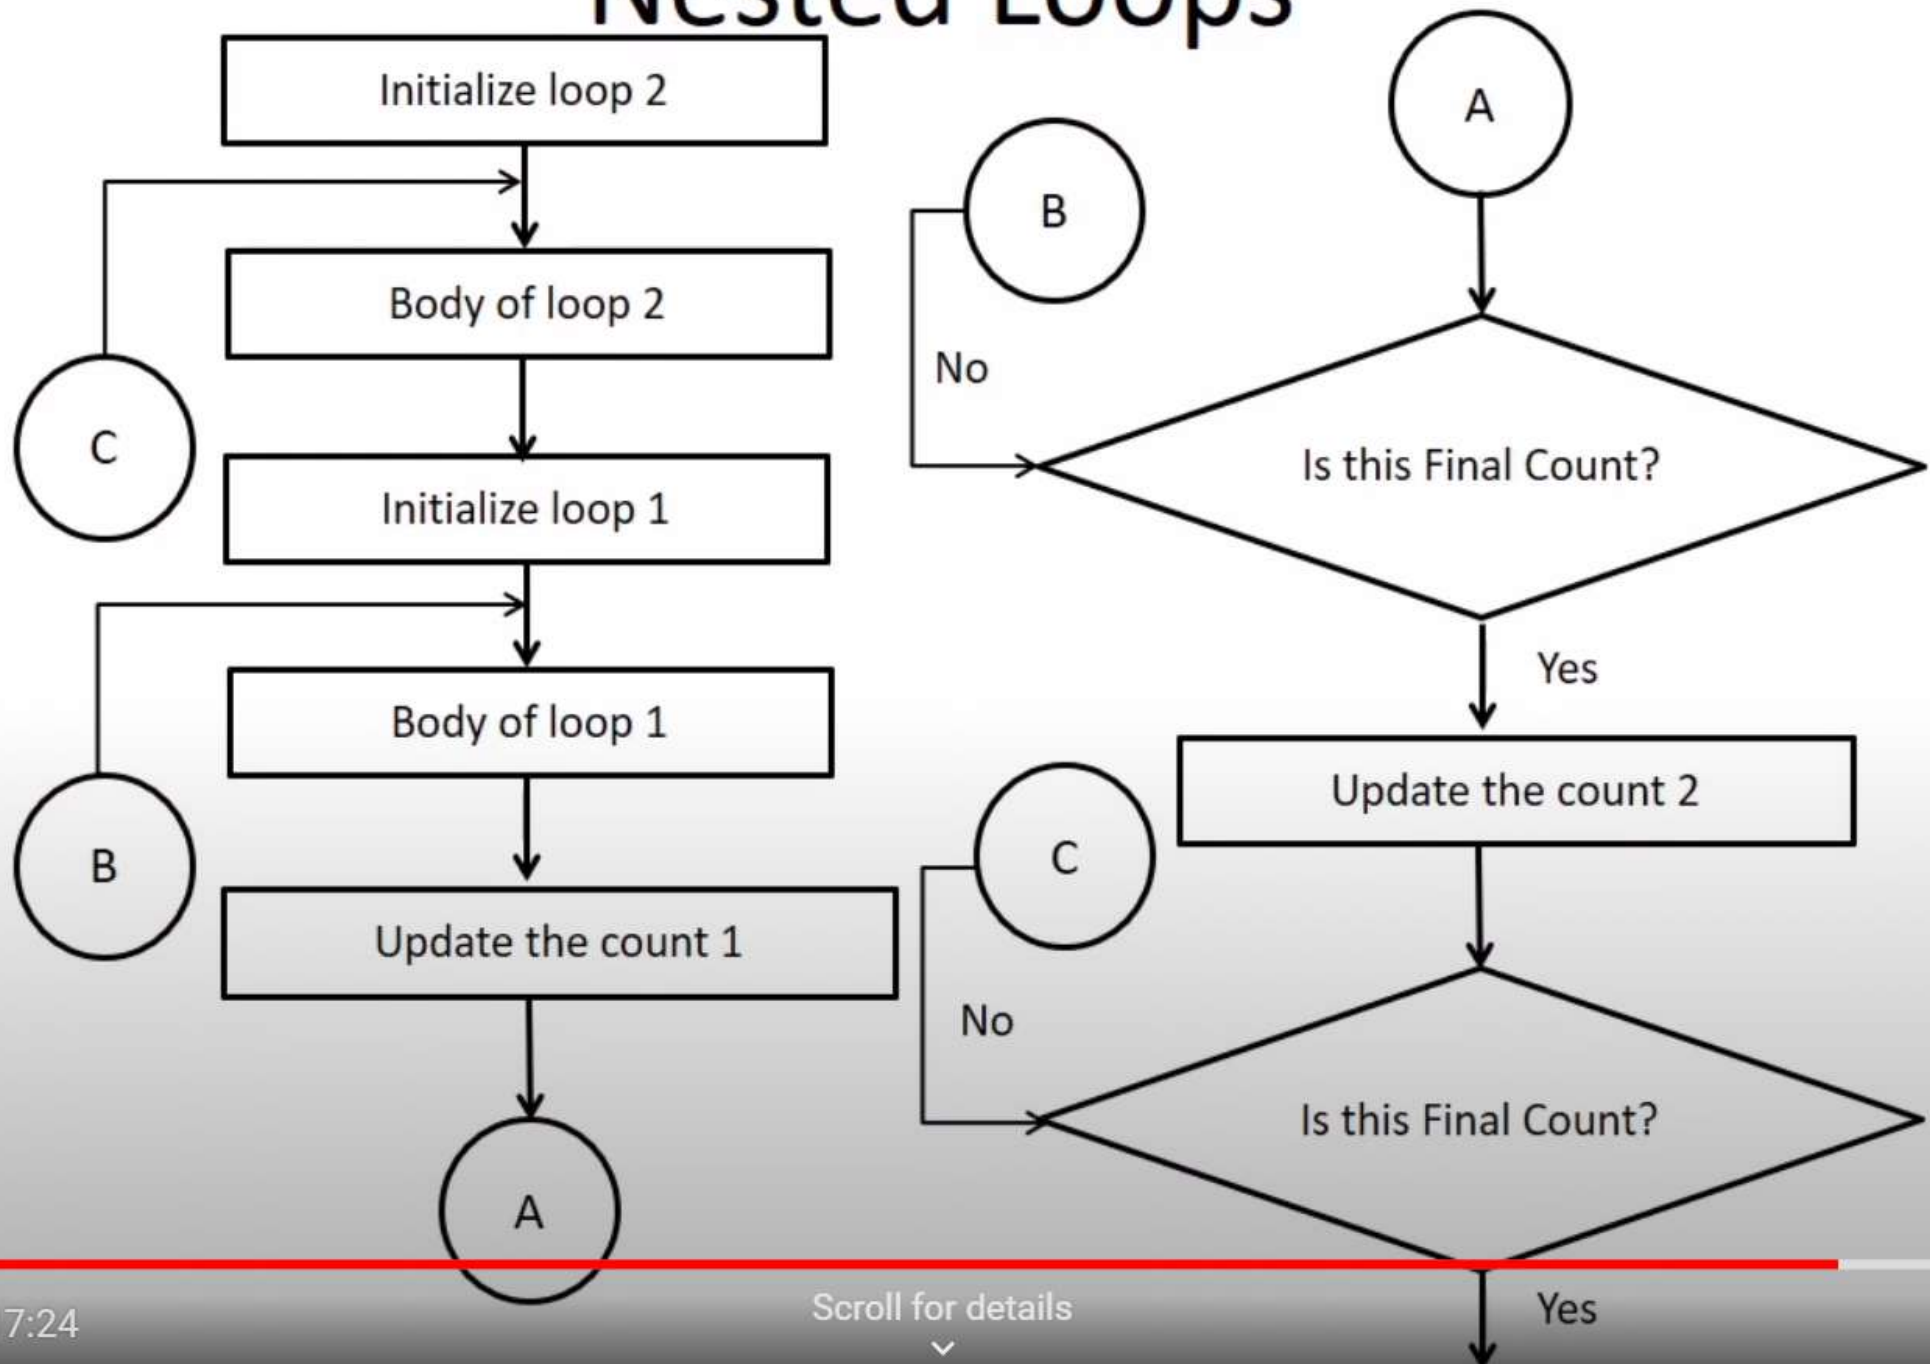 Nested Loops
Initialize loop 2
Body of loop 2
C
Initialize loop 1
Body of loop 1
B
Update the count 1
A
A
B
No
Is this Final Count?
Yes
Update the count 2
C
No
Is this Final Count?
Yes
7:24
Scroll for details